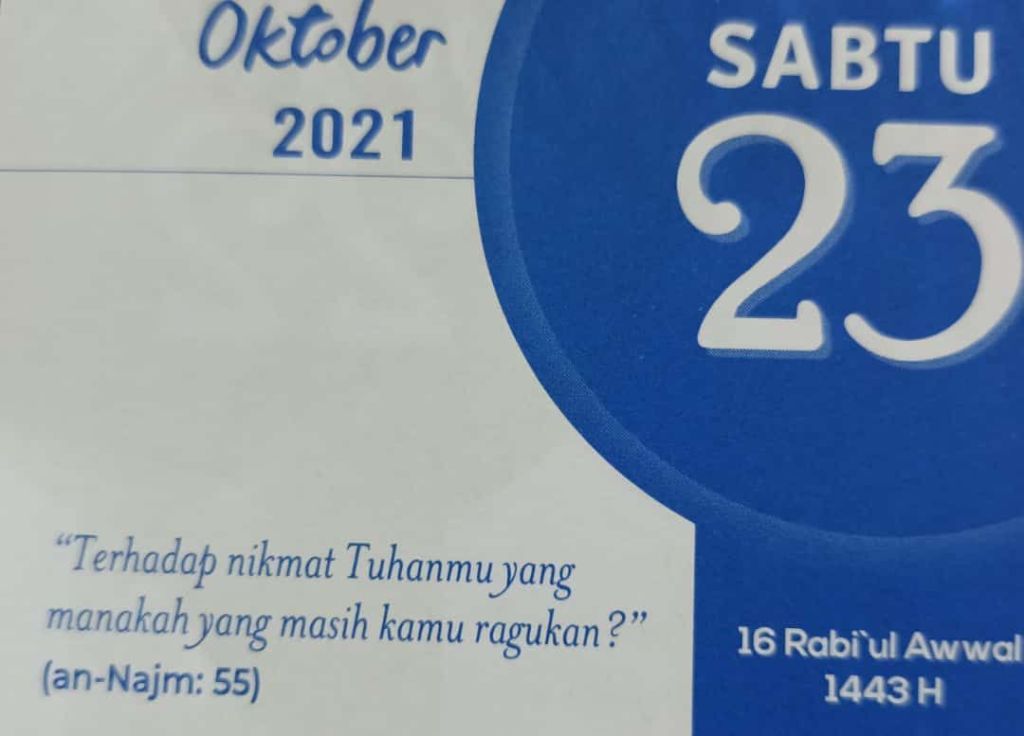 Oktober
2021
SABTU
23
“Terhadap nikmat Tuhanmu yang
manakah yang masih kamu ragukan?”
(an-Najm: 55)
16 Rabi`ul Awwal
1443 H